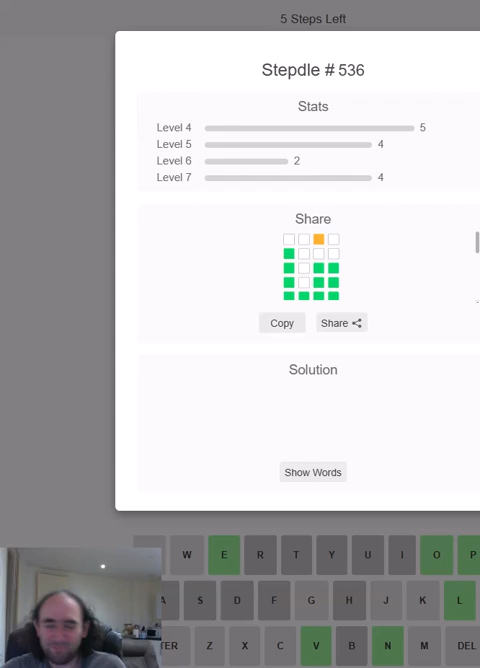 5 Steps Left
Stepdle # 536
Stats
Level 4 5
Level 5 4
Level 6 2
Level 7 4
Share
Copy Share
Solution
Show Words
W E R T Y U I O P
A S D F G H J K L
TER Z X C V B N M DEL